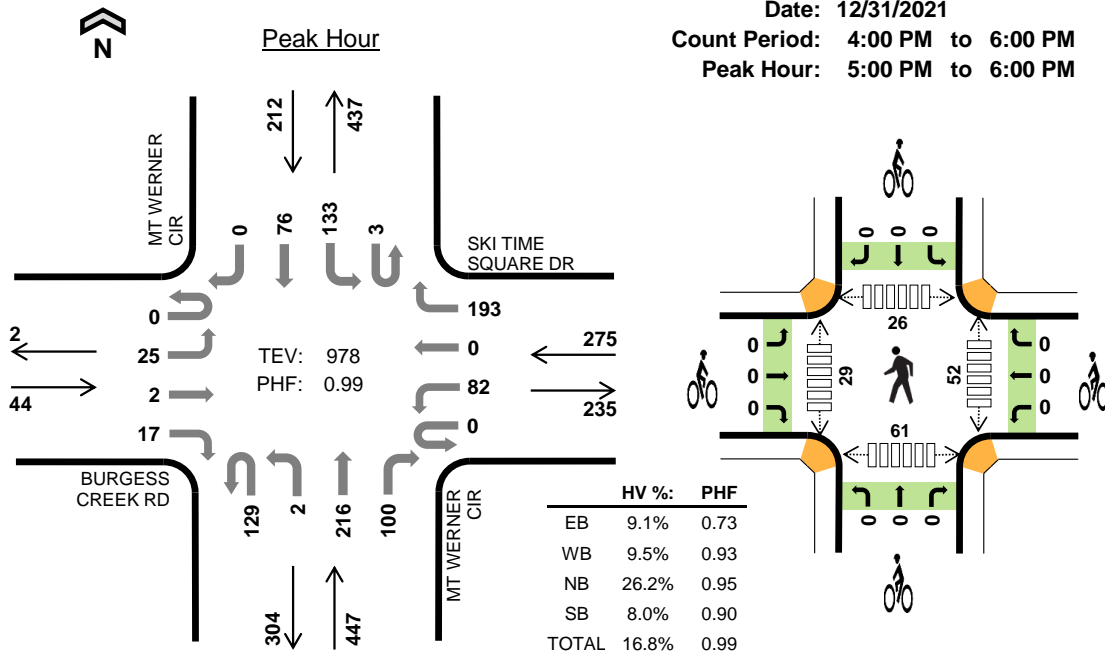 Date: 12/31/2021
Count Period: 4:00 PM to 6:00 PM
Peak Hour: 5:00 PM to 6:00 PM
N
Peak Hour
212
437
MT WERNER
CIR
0
76
133
3
SKI TIME
SQUARE DR
0
25
2
17
2
44
TEV: 978
PHF: 0.99
193
0
82
0
275
235
BURGESS
CREEK RD
129
2
216
100
MT WERNER
CIR
304
447
HV %: PHF
EB 9.1% 0.73
WB 9.5% 0.93
NB 26.2% 0.95
SB 8.0% 0.90
TOTAL 16.8% 0.99
0 0 0
26
0
0
0
29
52
0
0
0
61
0 0 0